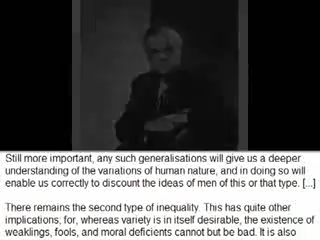 Still more important, any such generalisations will give us a deeper
understanding of the variations of human nature, and in doing so will
enable us correctly to discount the ideas of men of this or that type. [...]
There remains the second type of inequality. This has quite other
implications; for, whereas variety is in itself desirable, the existence of
weaklings, fools, and moral deficients cannot but be bad. It is also